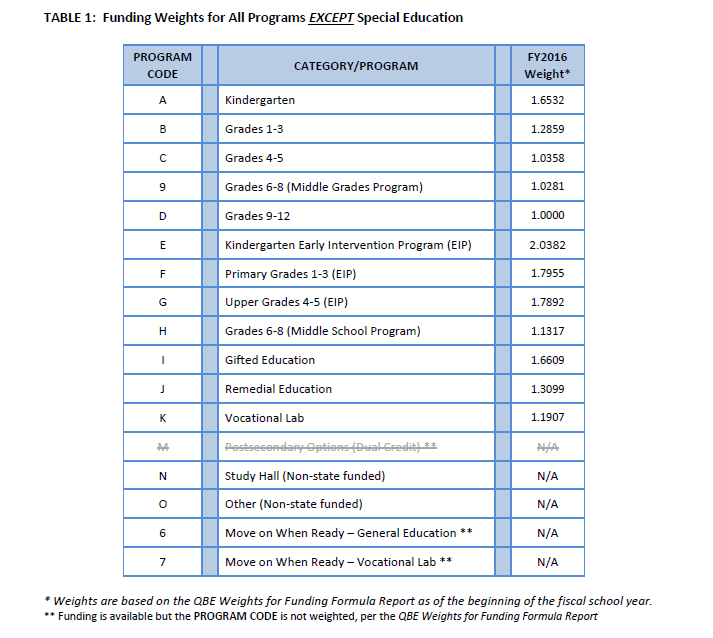 TABLE 1: Funding Weights for All Programs EXCEPT Special Education
PROGRAM CODE CATEGORY/PROGRAM FY2016 Weight*
A Kindergarten 1.6532
B Grades 1-3 1.2859
C Grades 4-5 1.0358
9 Grades 6-8 (Middle Grades Program) 1.0281
D Grades 9-12 1.0000
E Kindergarten Early Intervention Program (EIP) 2.0382
F Primary Grades 1-3 (EIP) 1.7955
G Upper Grades 4-5 (EIP) 1.7892
H Grades 6-8 (Middle School Program) 1.1317
I Gifted Education 1.6609
J Remedial Education 1.3099
K Vocational Lab 1.1907
M Postsecondary Options (Dual Credit) ** N/A
N Study Hall (Non-state funded) N/A
O Other (Non-state funded) N/A
6 Move on When Ready – General Education ** N/A
7 Move on When Ready – Vocational Lab ** N/A
* Weights are based on the QBE Weights for Funding Formula Report as of the beginning of the fiscal school year.
** Funding is available but the PROGRAM CODE is not weighted, per the QBE Weights for Funding Formula Report